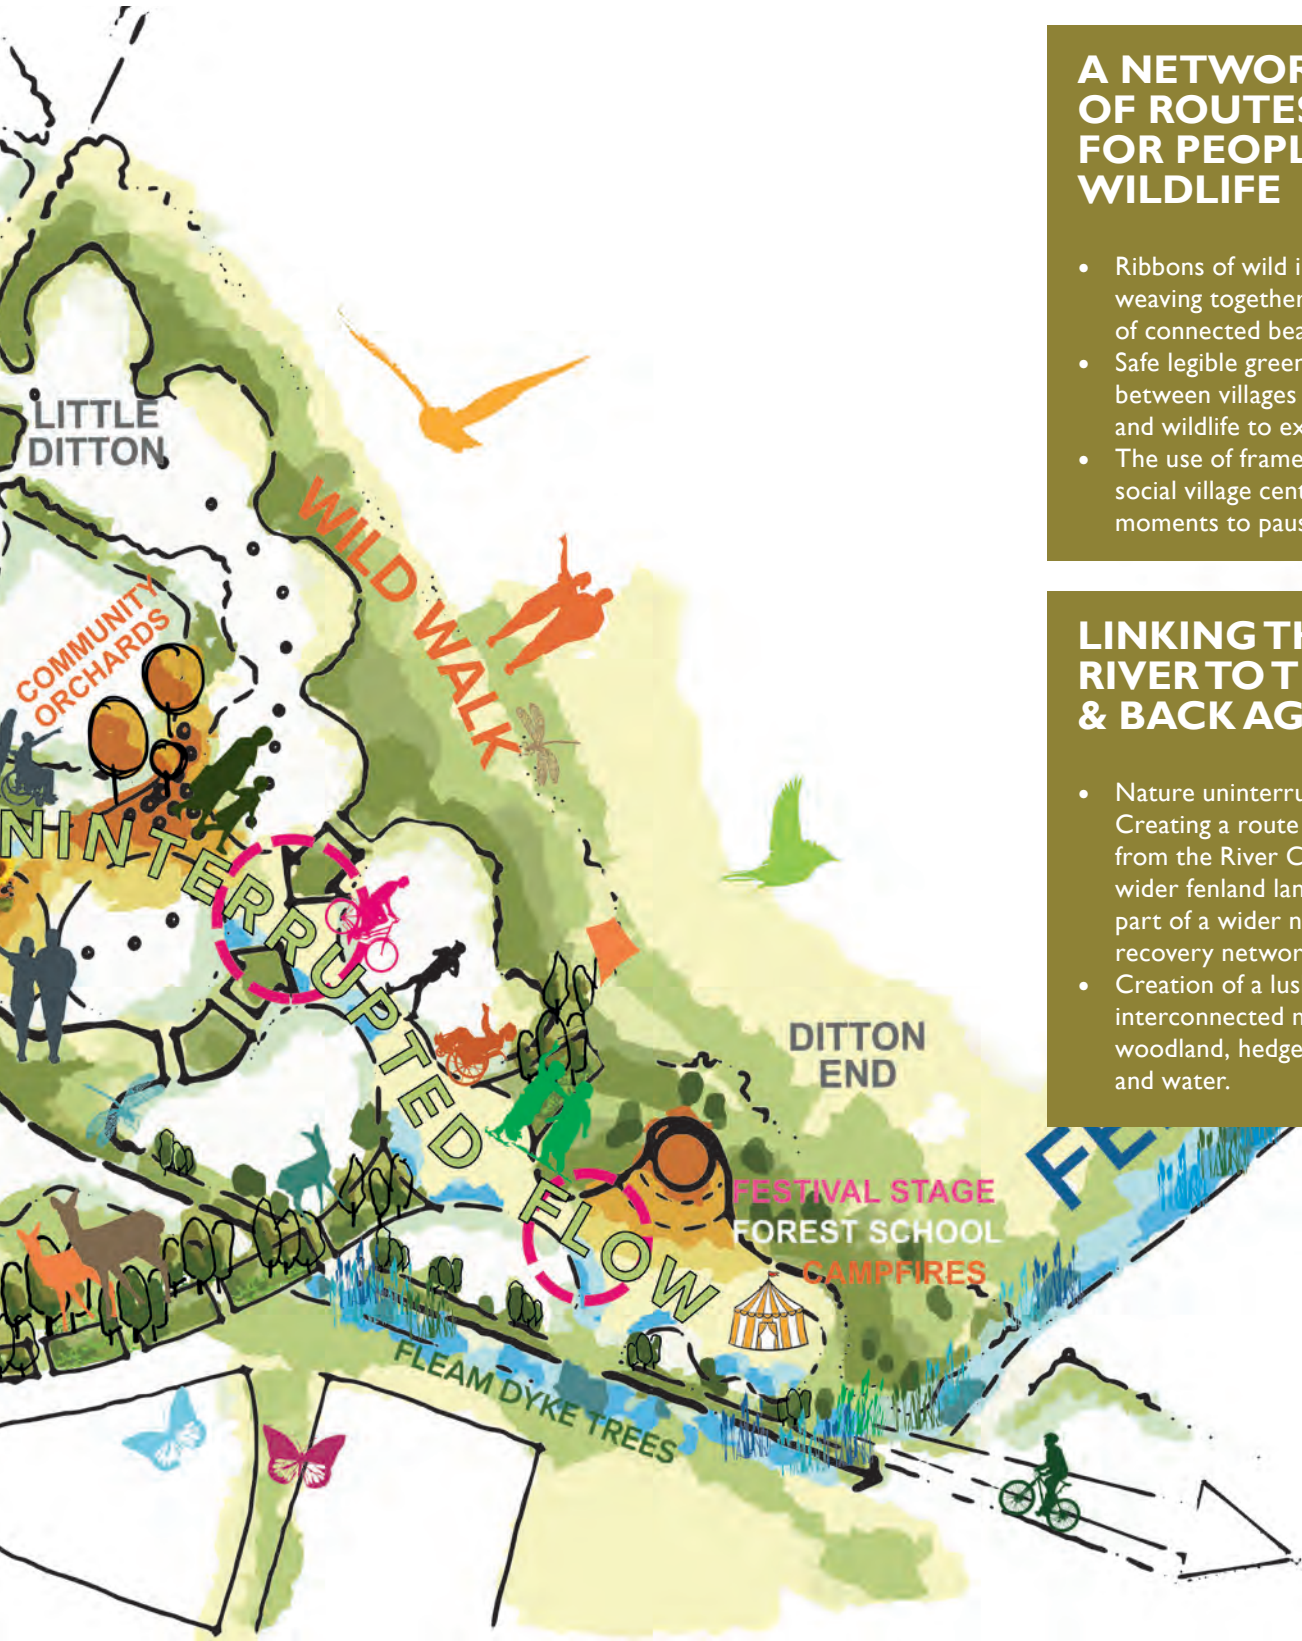 A NETWOR
OF ROUTES
FOR PEOPL
WILDLIFE
• Ribbons of wild i
weaving together
of connected bea
• Safe legible green
between villages
and wildlife to ex
• The use of frame
social village cent
moments to paus
LINKING TH
RIVER TO T
& BACK AG
• Nature uninterru
Creating a route
from the River C
wider fenland lan
part of a wider n
recovery networ
• Creation of a lus
interconnected n
woodland, hedge
and water.
LITTLE
DITTON
WILD WALK
COMMUNITY
ORCHARDS
NINTERRUPTED FLOW
DITTON
END
FE
FESTIVAL STAGE
FOREST SCHOOL
CAMPFIRES
FLEAM DYKE TREES